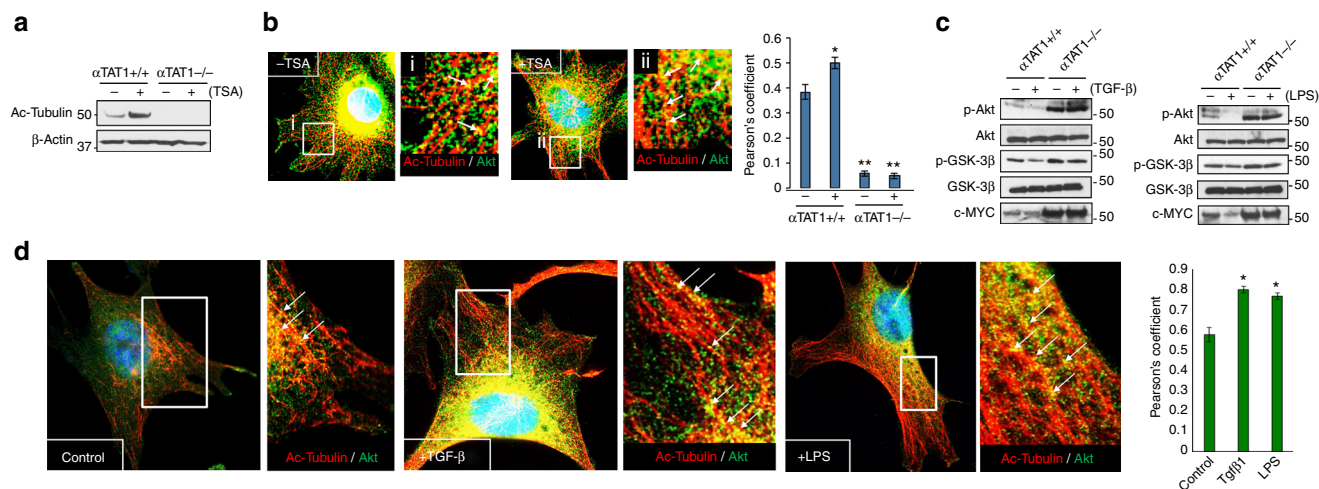 a
αTAT1+/+ αTAT1−/−
− + − + (TSA)
Ac-Tubulin 50
β-Actin 37
b
−TSA
i
i
Ac-Tubulin / Akt
+TSA
ii
ii
Ac-Tubulin / Akt
Pearson's coefficient
0.6
0.5
0.4
0.3
0.2
0.1
0
*
** **
− + − +
αTAT1+/+ αTAT1−/−
c
αTAT1+/+ αTAT1−/−
− + − + (TGF-β)
p-Akt -50
Akt -50
p-GSK-3β -50
GSK-3β -50
c-MYC -50
αTAT1+/+ αTAT1−/−
− + − + (LPS)
p-Akt -50
Akt -50
p-GSK-3β -50
GSK-3β -50
c-MYC -50
d
Control
Ac-Tubulin / Akt
+TGF-β
Ac-Tubulin / Akt
+LPS
Ac-Tubulin / Akt
Pearson's coefficient
0.9
0.8
0.7
0.6
0.5
0.4
0.3
0.2
0.1
0
* *
Control Tgfβ1 LPS